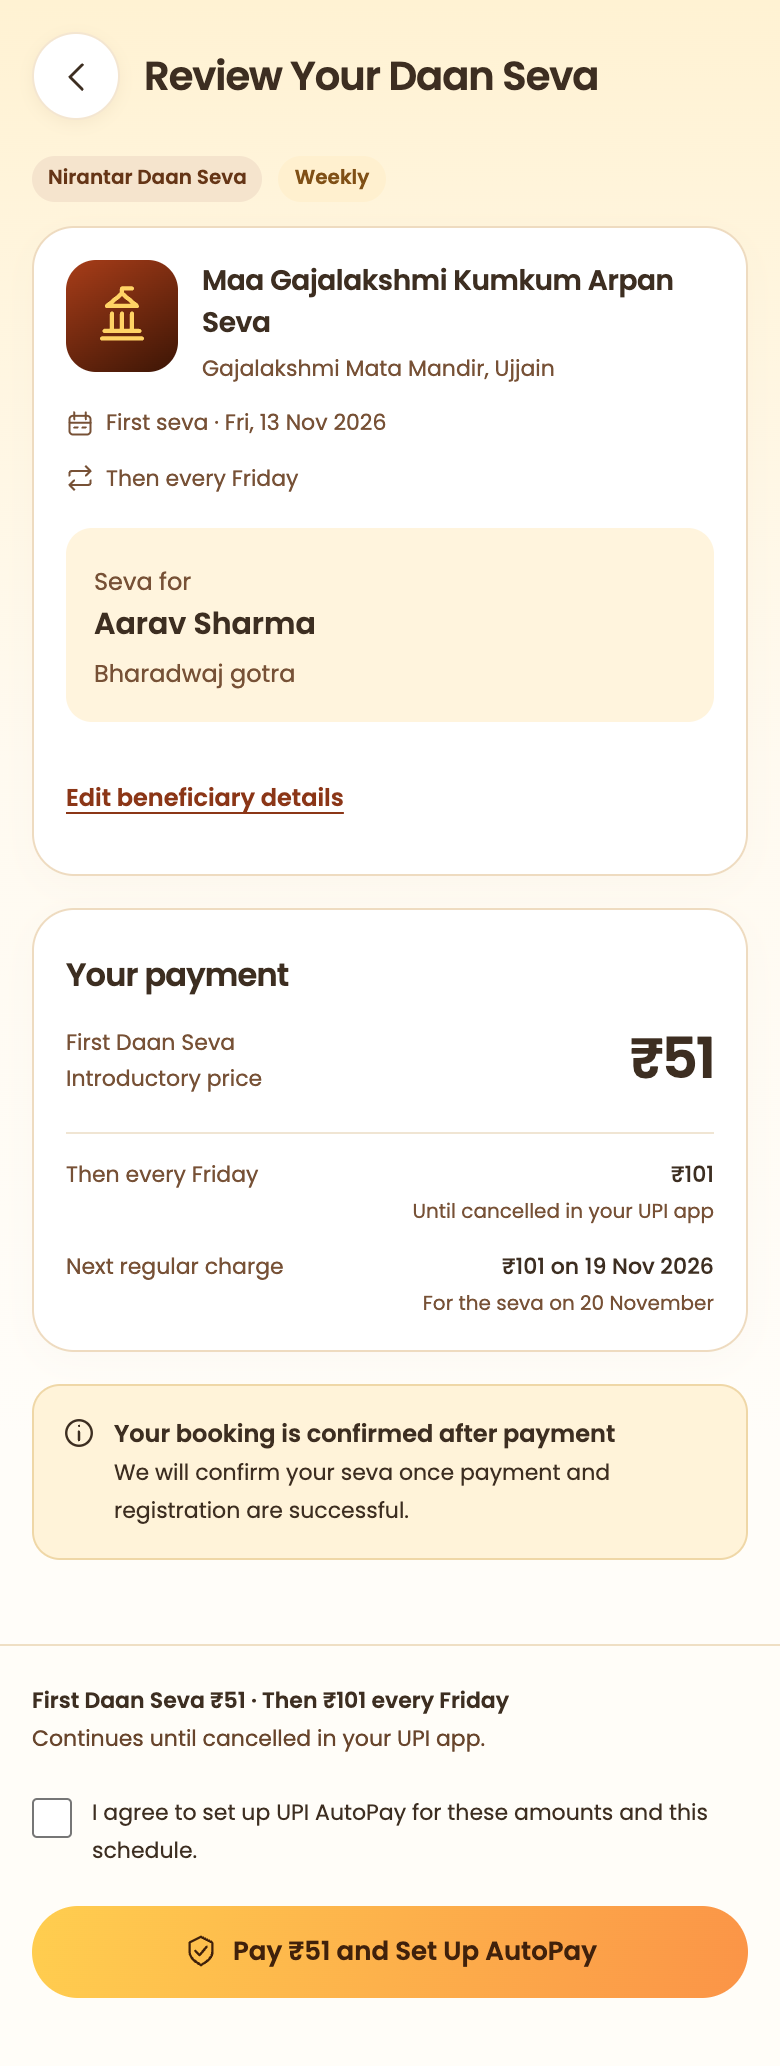 Review Your Daan Seva
Nirantar Daan Seva
Weekly
Maa Gajalakshmi Kumkum Arpan
Seva
Gajalakshmi Mata Mandir, Ujjain
First seva · Fri, 13 Nov 2026
Then every Friday
Seva for
Aarav Sharma
Bharadwaj gotra
Edit beneficiary details
Your payment
First Daan Seva
Introductory price
₹51
Then every Friday
₹101
Until cancelled in your UPI app
Next regular charge
₹101 on 19 Nov 2026
For the seva on 20 November
Your booking is confirmed after payment
We will confirm your seva once payment and
registration are successful.
First Daan Seva ₹51 · Then ₹101 every Friday
Continues until cancelled in your UPI app.
I agree to set up UPI AutoPay for these amounts and this
schedule.
Pay ₹51 and Set Up AutoPay